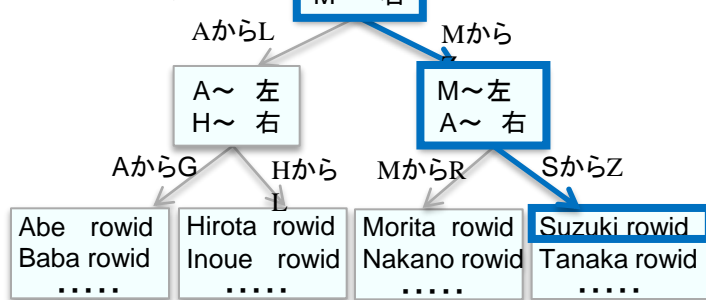 M～ 右
AからL
Mから
Z
A～ 左
H～ 右
M～左
A～ 右
AからG
Hから
L
MからR
SからZ
Abe rowid
Baba rowid
.....
Hirota rowid
Inoue rowid
.....
Morita rowid
Nakano rowid
.....
Suzuki rowid
Tanaka rowid
.....